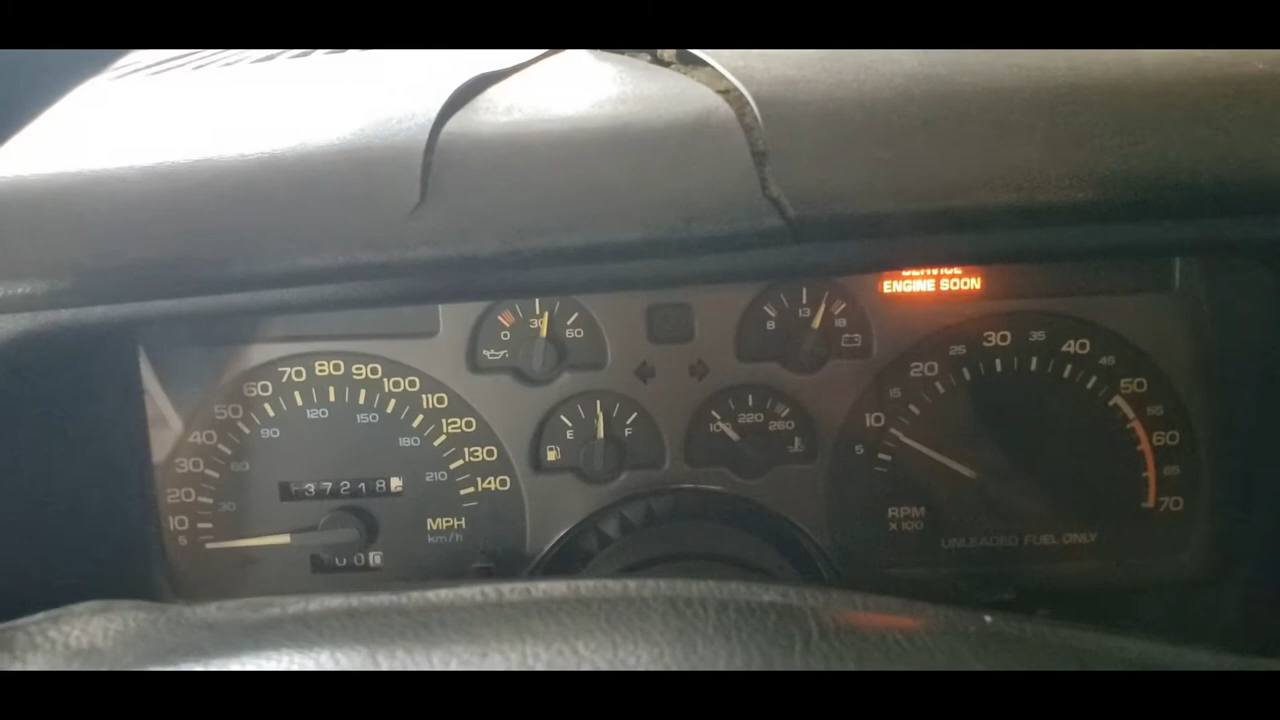 SERVICE
ENGINE SOON
0 30 60
8 13 18
E F
100 220 260
5 10 20 30 40 50 60 70 80 90 100 110 120 130 140
30 60 90 120 150 180 210
37218
00
MPH
km/h
5 10 15 20 25 30 35 40 45 50 55 60 65 70
RPM
X 100
UNLEADED FUEL ONLY